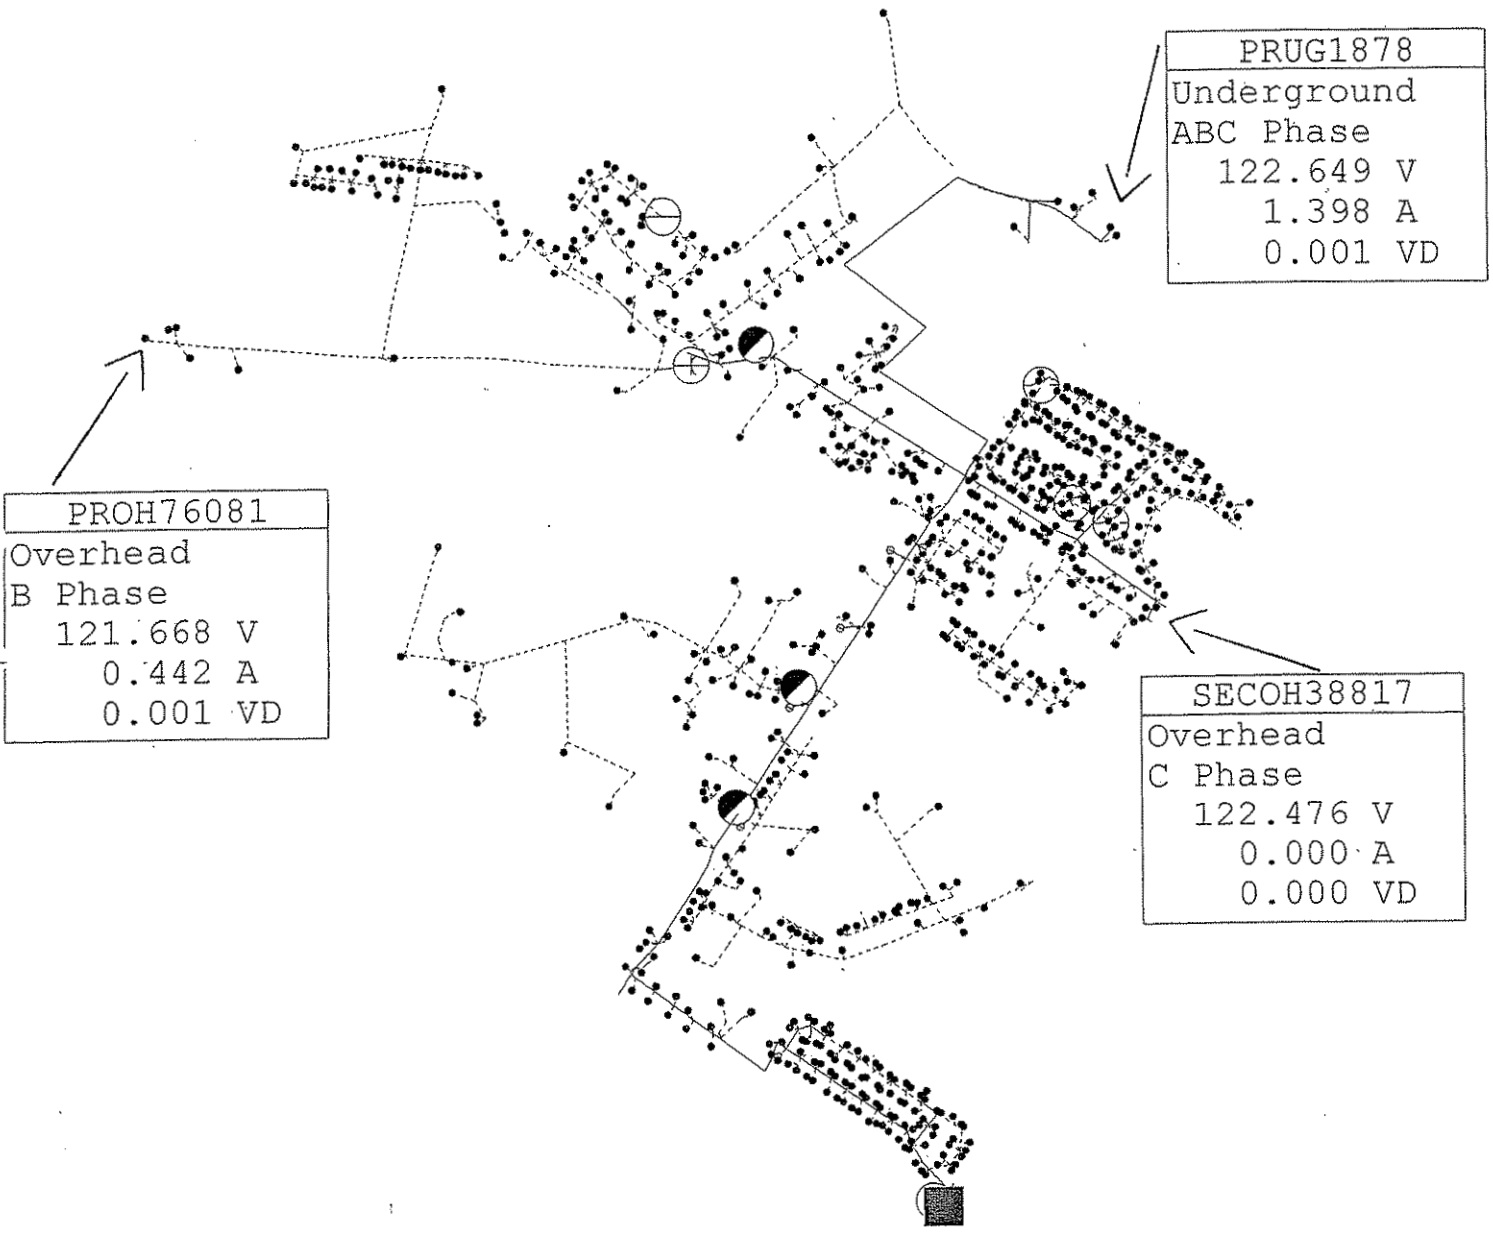 PRUG1878
Underground
ABC Phase
122.649 V
1.398 A
0.001 VD
PROH76081
Overhead
B Phase
121.668 V
0.442 A
0.001 VD
SECOH38817
Overhead
C Phase
122.476 V
0.000 A
0.000 VD